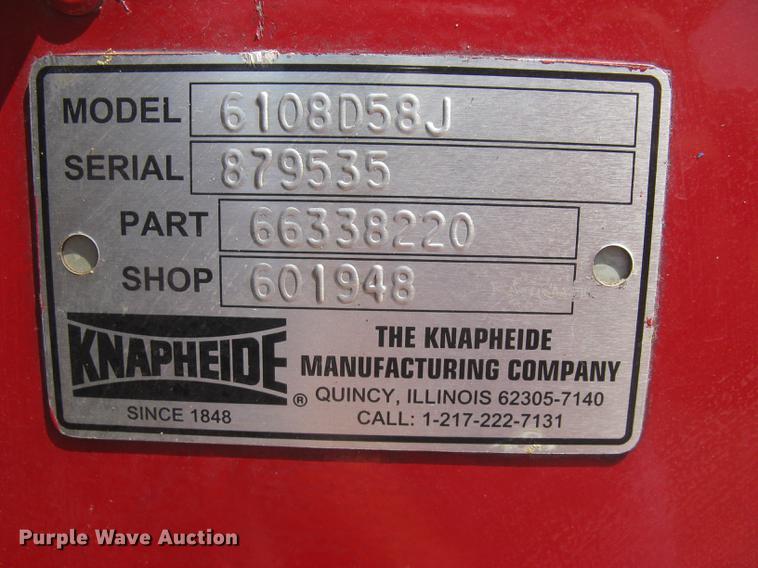 MODEL 6108D58J
SERIAL 879535
PART 66338220
SHOP 601948
KNAPHEIDE ®
SINCE 1848
THE KNAPHEIDE
MANUFACTURING COMPANY
QUINCY, ILLINOIS 62305-7140
CALL: 1-217-222-7131
Purple Wave Auction